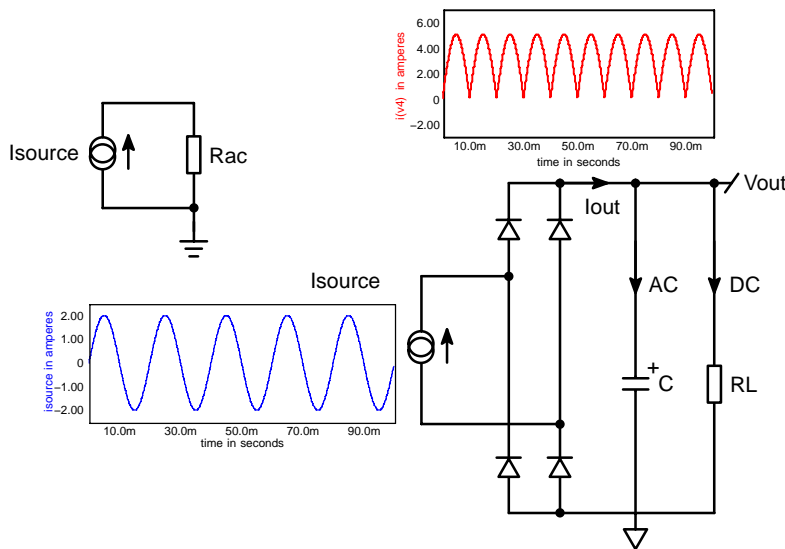 6.00
4.00
2.00
0
−2.00
i(v4) in amperes
10.0m 30.0m 50.0m 70.0m 90.0m
time in seconds
Isource
Rac
Vout
Iout
Isource
AC
DC
2.00
1.00
0
−1.00
−2.00
isource in amperes
10.0m 30.0m 50.0m 70.0m 90.0m
time in seconds
+
C
RL